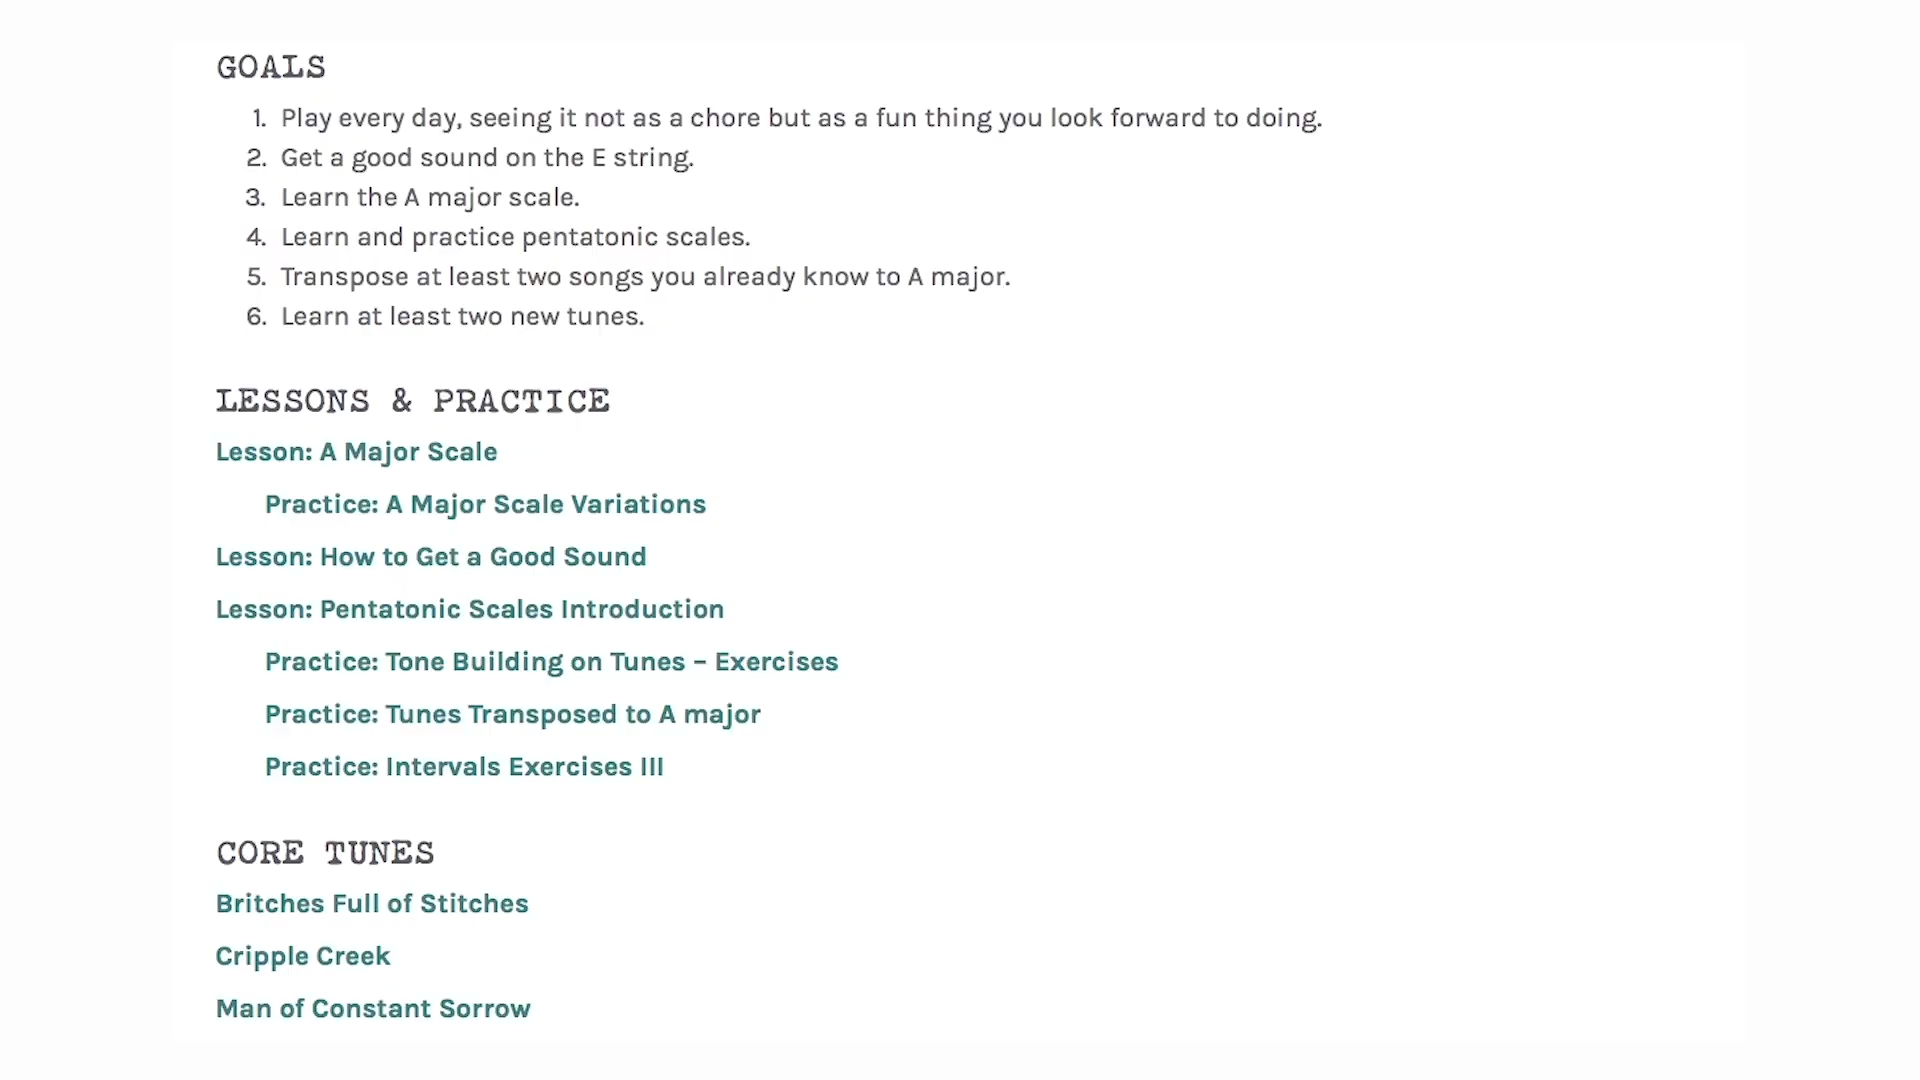 GOALS
1. Play every day, seeing it not as a chore but as a fun thing you look forward to doing.
2. Get a good sound on the E string.
3. Learn the A major scale.
4. Learn and practice pentatonic scales.
5. Transpose at least two songs you already know to A major.
6. Learn at least two new tunes.
LESSONS & PRACTICE
Lesson: A Major Scale
Practice: A Major Scale Variations
Lesson: How to Get a Good Sound
Lesson: Pentatonic Scales Introduction
Practice: Tone Building on Tunes – Exercises
Practice: Tunes Transposed to A major
Practice: Intervals Exercises III
CORE TUNES
Britches Full of Stitches
Cripple Creek
Man of Constant Sorrow